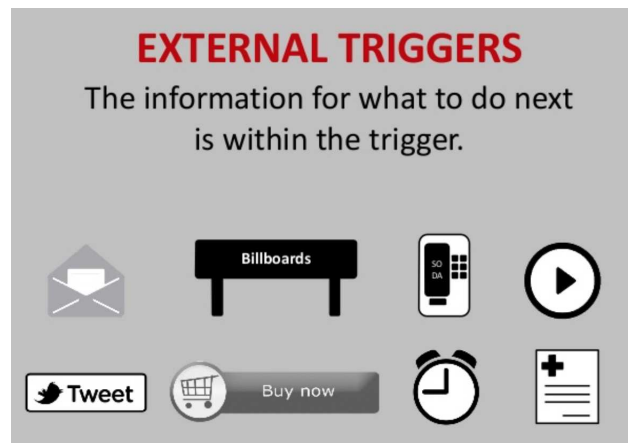 EXTERNAL TRIGGERS
The information for what to do next
is within the trigger.
Billboards
SO
DA
Tweet
Buy now